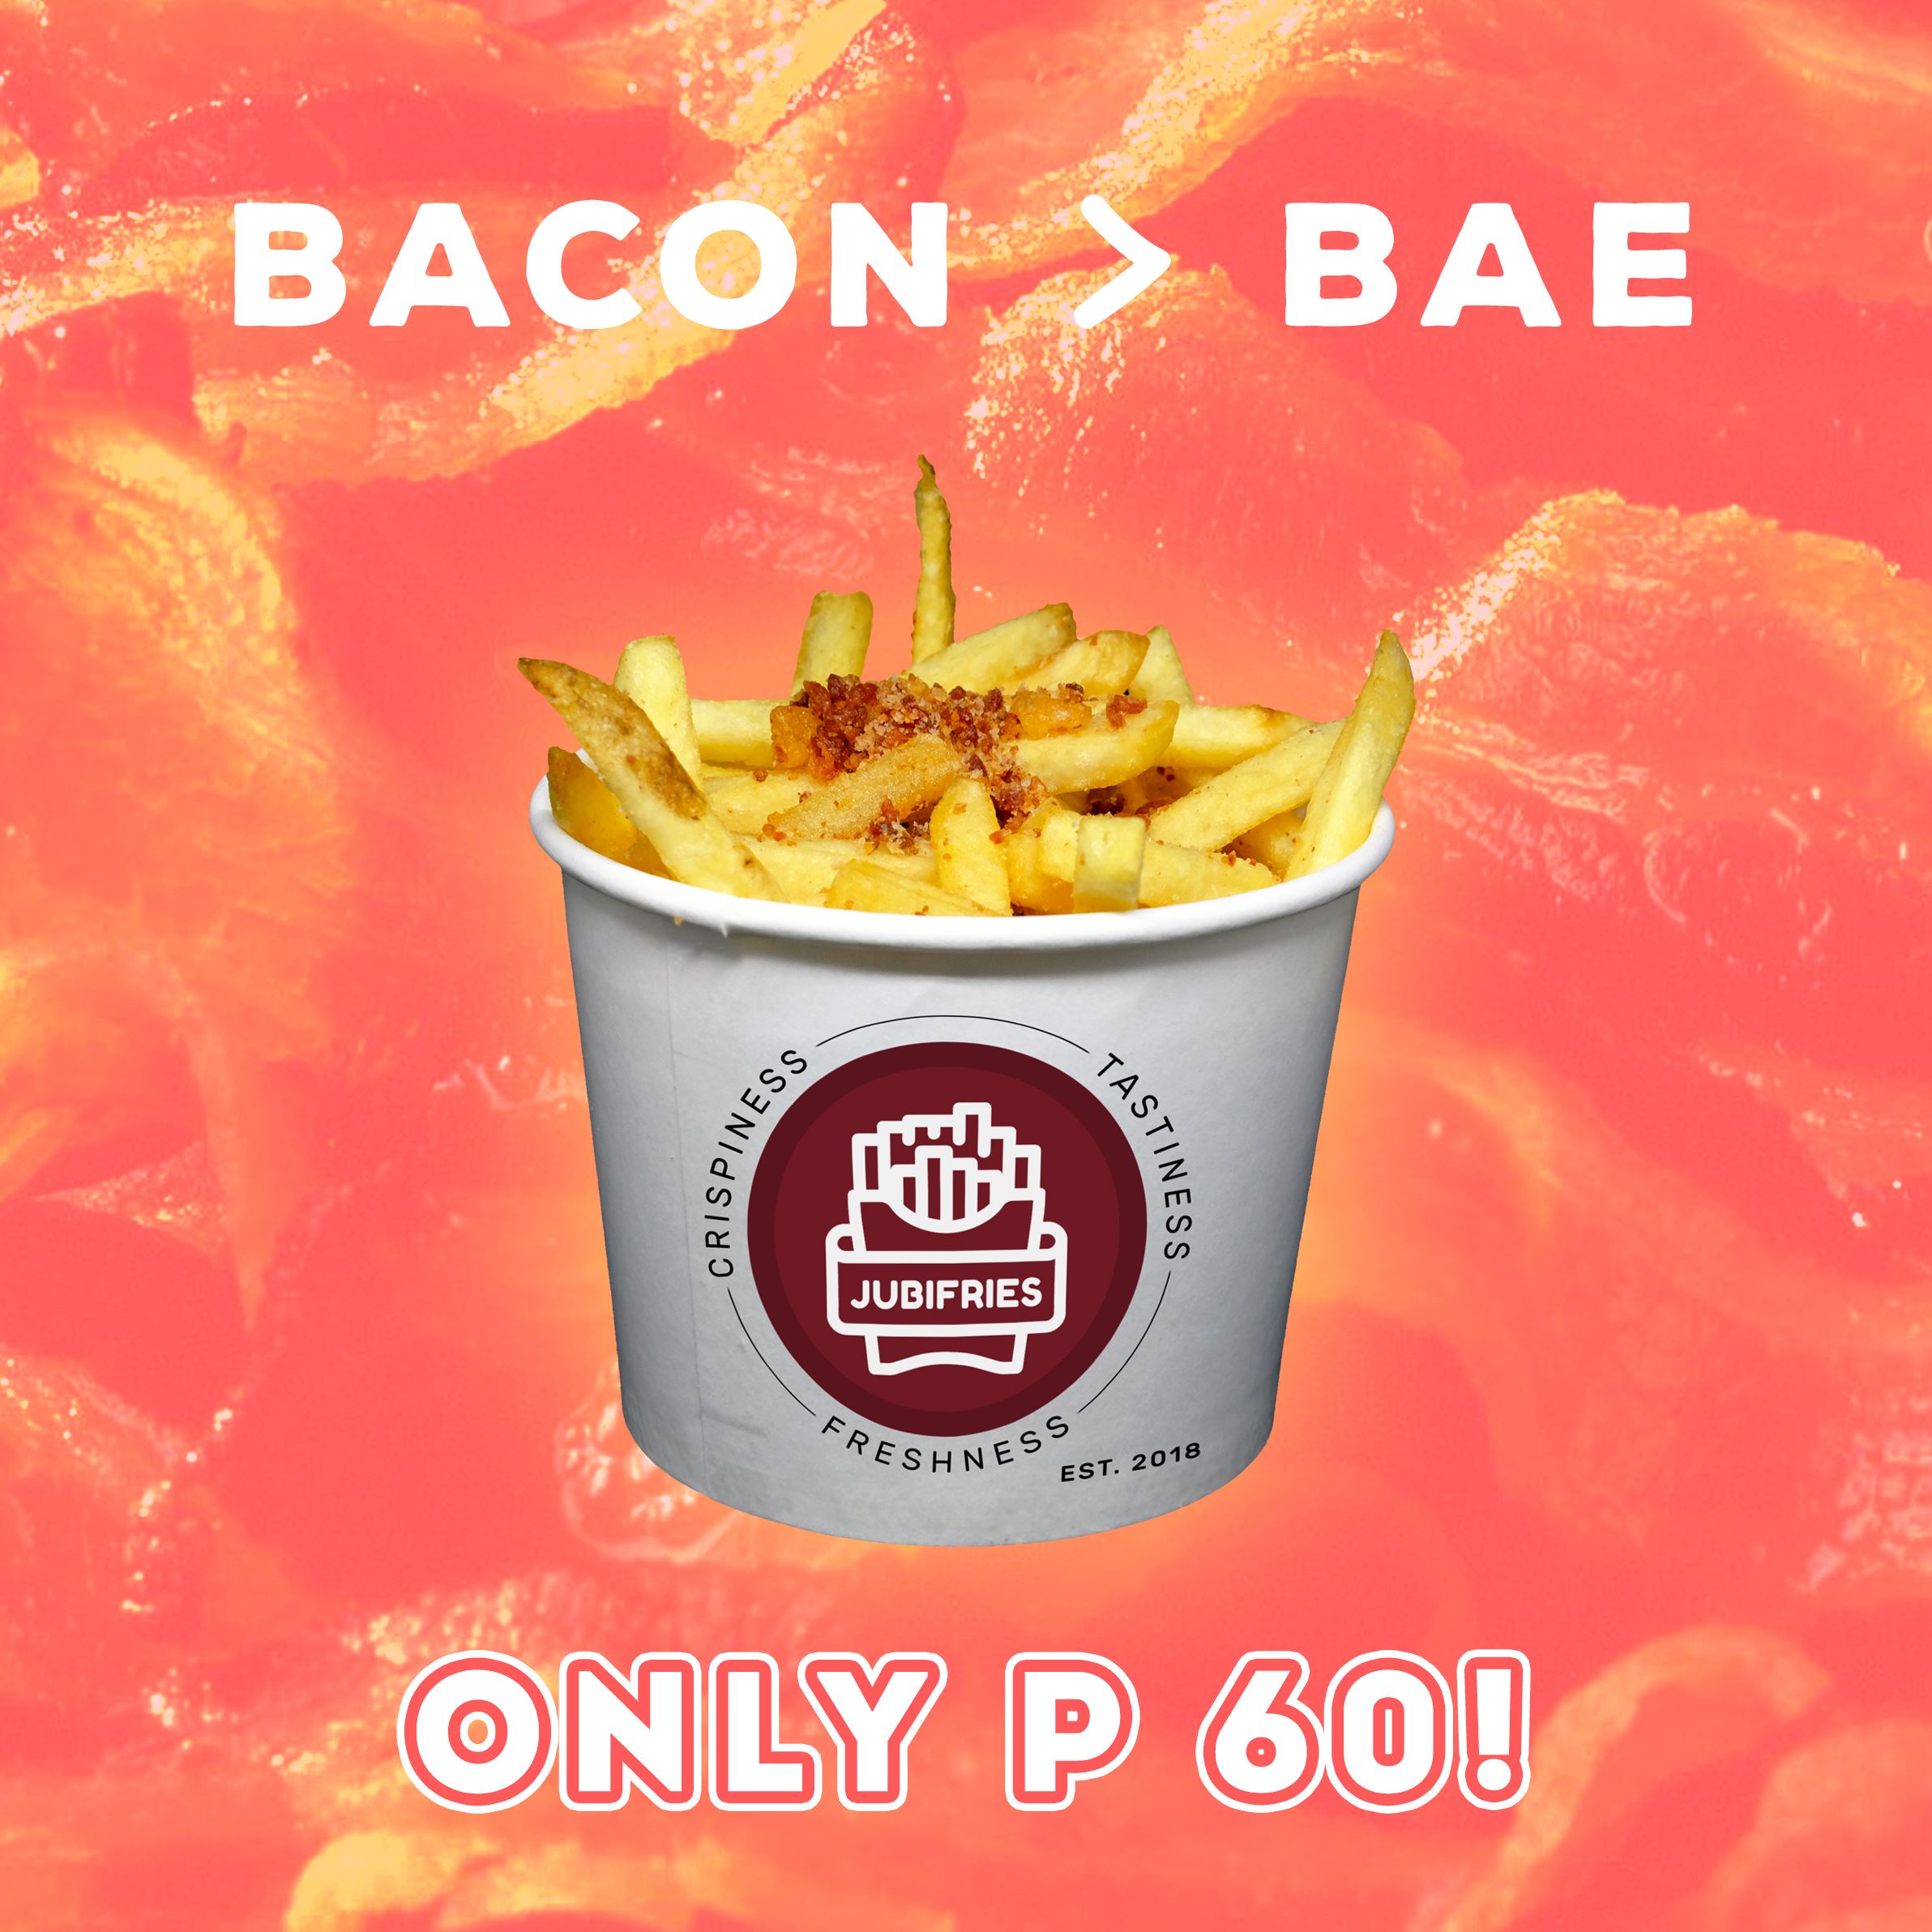 BACON > BAE
CRISPINESS
TASTINESS
JUBIFRIES
FRESHNESS
EST. 2018
ONLY P 60!